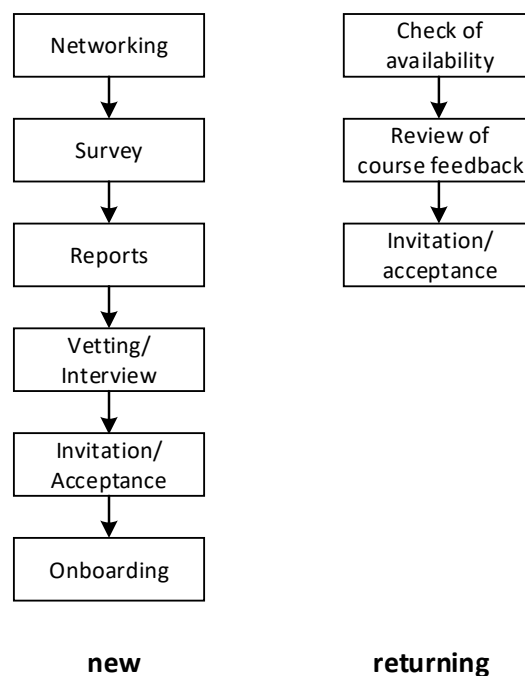 Networking
Survey
Reports
Vetting/
Interview
Invitation/
Acceptance
Onboarding
new
Check of
availability
Review of
course feedback
Invitation/
acceptance
returning